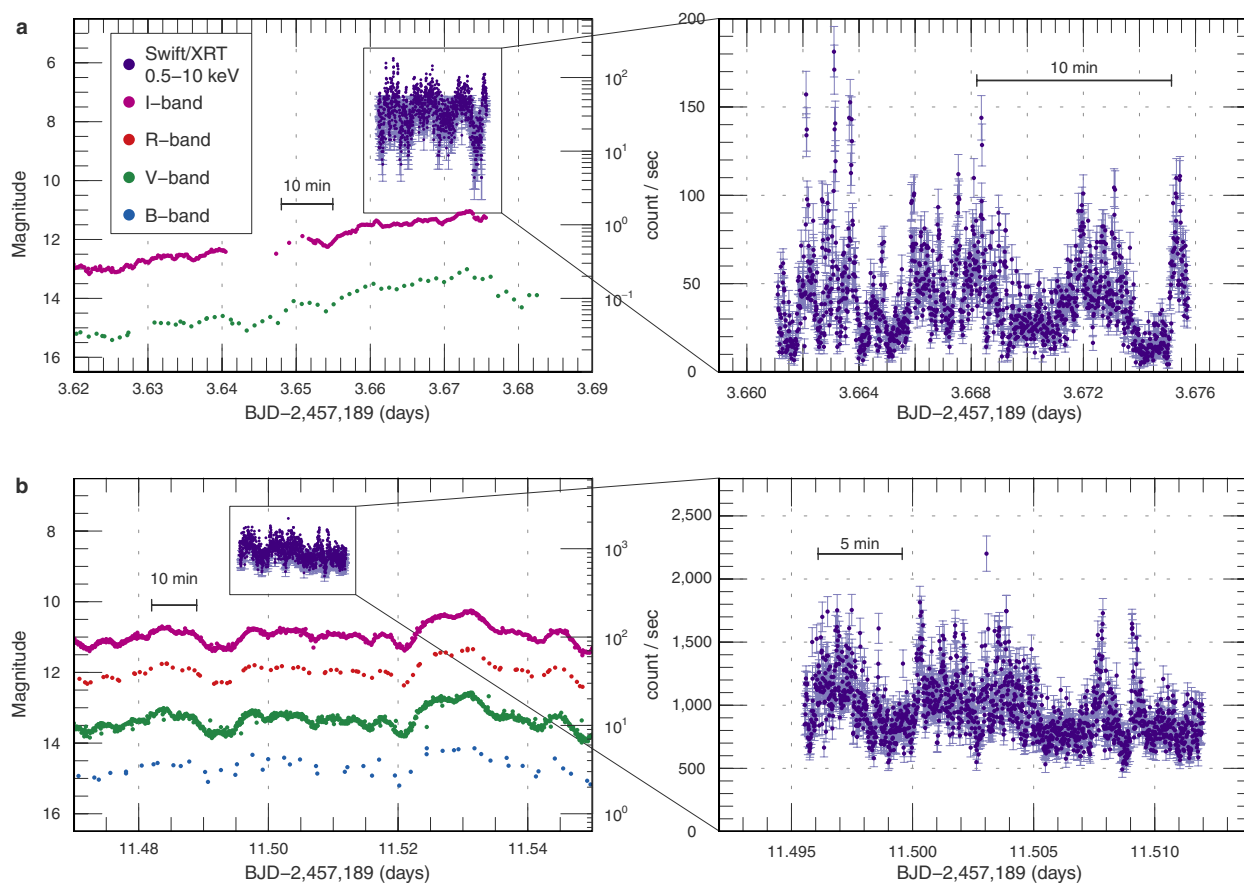 a
Swift/XRT
0.5–10 keV
I−band
R−band
V−band
B−band
10 min
Magnitude
6
8
10
12
14
16
10²
10¹
10⁰
10⁻¹
3.62
3.63
3.64
3.65
3.66
3.67
3.68
3.69
BJD−2,457,189 (days)
count / sec
200
150
100
50
0
10 min
3.660
3.664
3.668
3.672
3.676
BJD−2,457,189 (days)
b
Magnitude
8
10
12
14
16
10 min
10³
10²
10¹
10⁰
11.48
11.50
11.52
11.54
BJD−2,457,189 (days)
count / sec
2,500
2,000
1,500
1,000
500
0
5 min
11.495
11.500
11.505
11.510
BJD−2,457,189 (days)